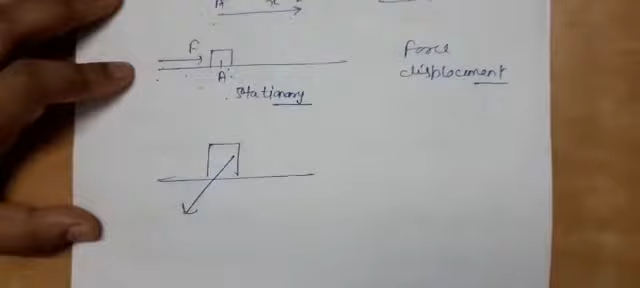 F
A
stationary
Force
displacement